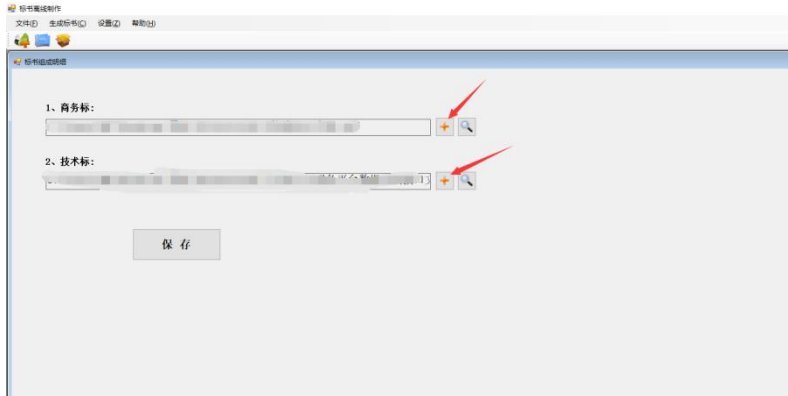 标书离线制作
文件(F) 生成标书(C) 设置(Z) 帮助(H)
标书组成明细
1、商务标：
2、技术标：
保 存